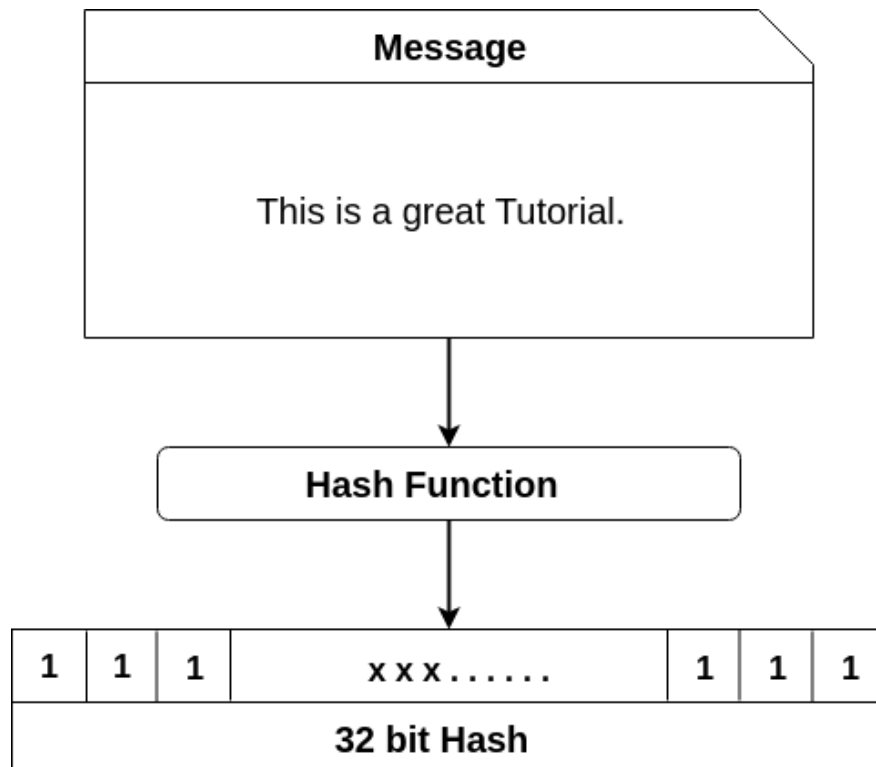 Message
This is a great Tutorial.
Hash Function
1 1 1 x x x . . . . . . 1 1 1
32 bit Hash